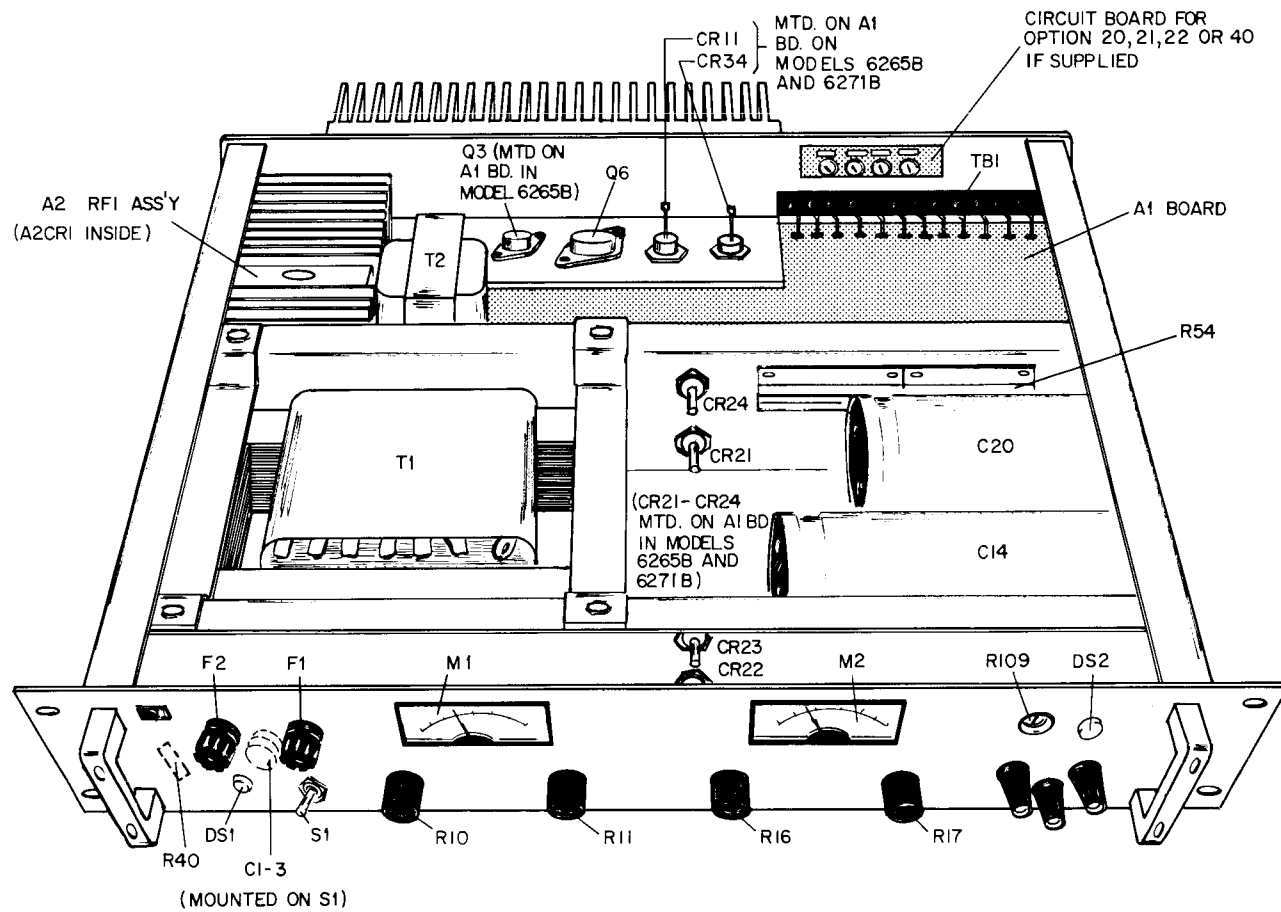 CR11
CR34
MTD. ON A1
BD. ON
MODELS 6265B
AND 6271B
CIRCUIT BOARD FOR
OPTION 20, 21, 22 OR 40
IF SUPPLIED
Q3 (MTD ON
A1 BD. IN
MODEL 6265B)
Q6
TB1
A2 RFI ASS'Y
(A2CR1 INSIDE)
A1 BOARD
T2
R54
CR24
CR21
T1
C20
(CR21-CR24
MTD. ON A1 BD
IN MODELS
6265B AND
6271B)
C14
CR23
CR22
F2
F1
M1
M2
R109
DS2
R40
DS1
C1-3
(MOUNTED ON S1)
S1
R10
R11
R16
R17